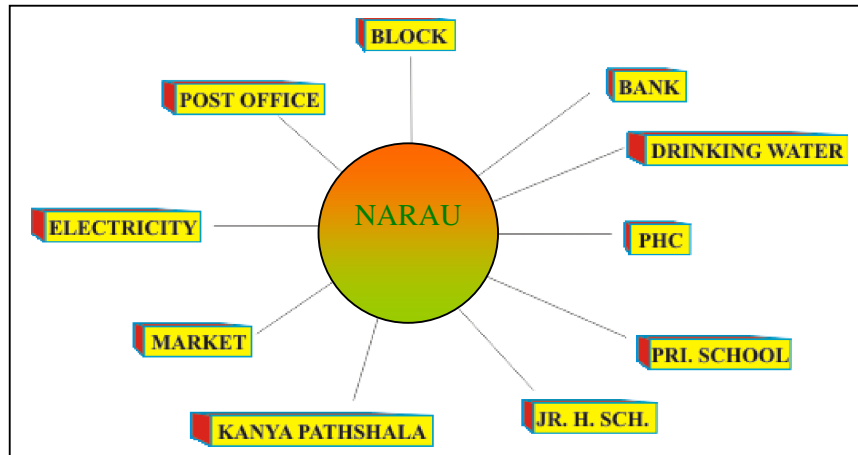 BLOCK
POST OFFICE
BANK
DRINKING WATER
NARAU
ELECTRICITY
PHC
MARKET
PRI. SCHOOL
KANYA PATHSHALA
JR. H. SCH.